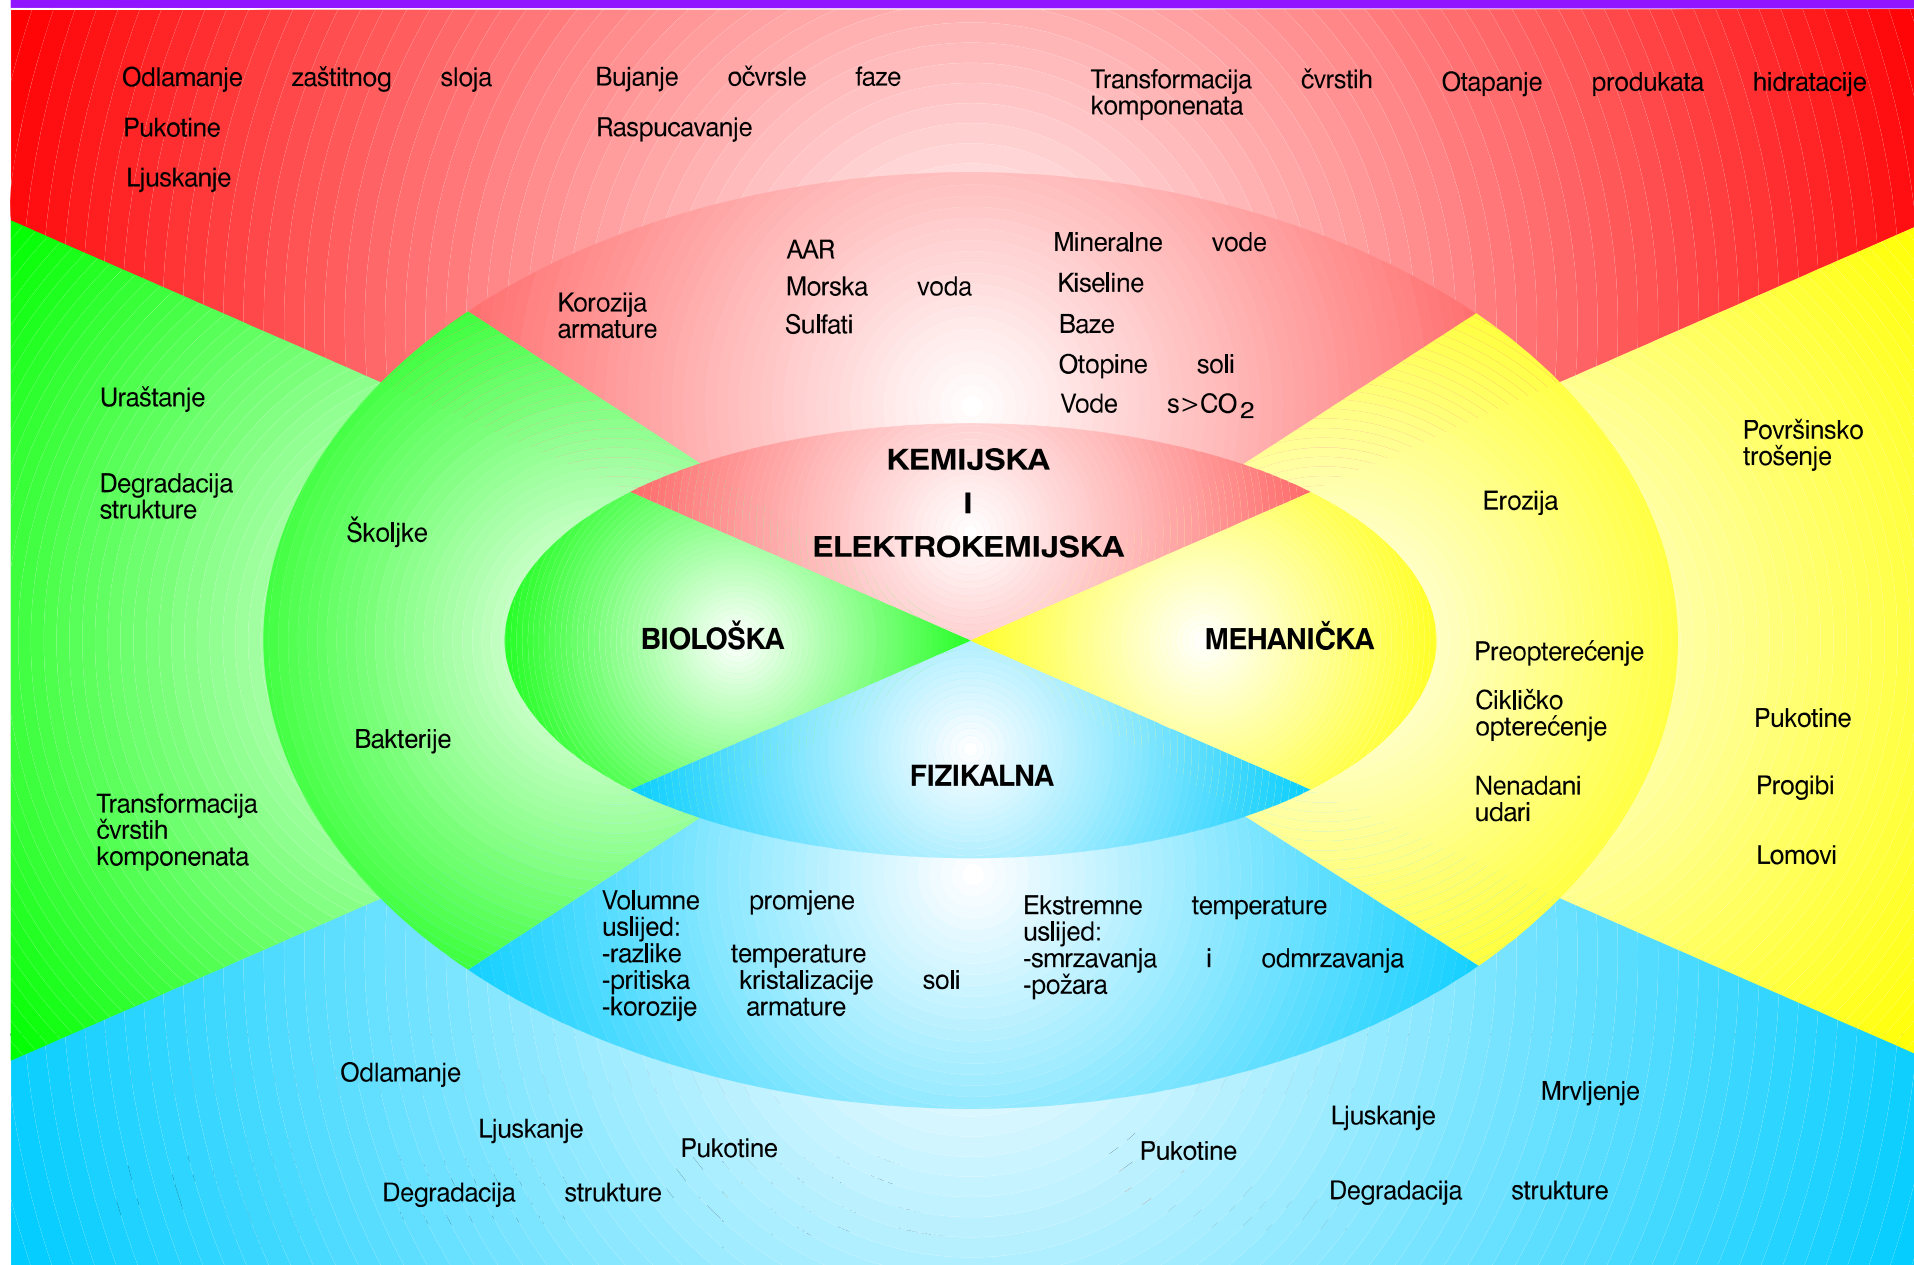 Odlamanje zaštitnog sloja
Pukotine
Ljuskanje
Bujanje očvrsle faze
Raspucavanje
Transformacija čvrstih
komponenata
Otapanje produkata hidratacije
Korozija
armature
AAR
Morska voda
Sulfati
Mineralne vode
Kiseline
Baze
Otopine soli
Vode s>CO2
KEMIJSKA
I
ELEKTROKEMIJSKA
Uraštanje
Degradacija
strukture
Transformacija
čvrstih
komponenata
Školjke
Bakterije
BIOLOŠKA
MEHANIČKA
Erozija
Preopterećenje
Cikličko
opterećenje
Nenadani
udari
Površinsko
trošenje
Pukotine
Progibi
Lomovi
FIZIKALNA
Volumne promjene
uslijed:
-razlike temperature
-pritiska kristalizacije soli
-korozije armature
Ekstremne temperature
uslijed:
-smrzavanja i odmrzavanja
-požara
Odlamanje
Ljuskanje
Pukotine
Degradacija strukture
Mrvljenje
Ljuskanje
Pukotine
Degradacija strukture